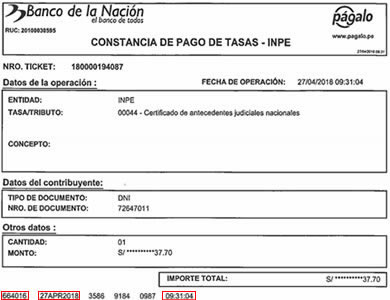 Banco de la Nación
el banco de todos
RUC: 20100030595
págalo
www.pagalo.pe
27/04/2018 09:31
CONSTANCIA DE PAGO DE TASAS - INPE
NRO. TICKET: 180000194087
Datos de la operación :
FECHA DE OPERACIÓN: 27/04/2018 09:31:04
ENTIDAD: INPE
TASA/TRIBUTO: 00044 - Certificado de antecedentes judiciales nacionales
CONCEPTO:
Datos del contribuyente:
TIPO DE DOCUMENTO: DNI
NRO. DE DOCUMENTO: 72647011
Otros datos :
CANTIDAD: 01
MONTO: S/ **********37.70
IMPORTE TOTAL: S/ **********37.70
664016 27APR2018 3586 9184 0987 09:31:04